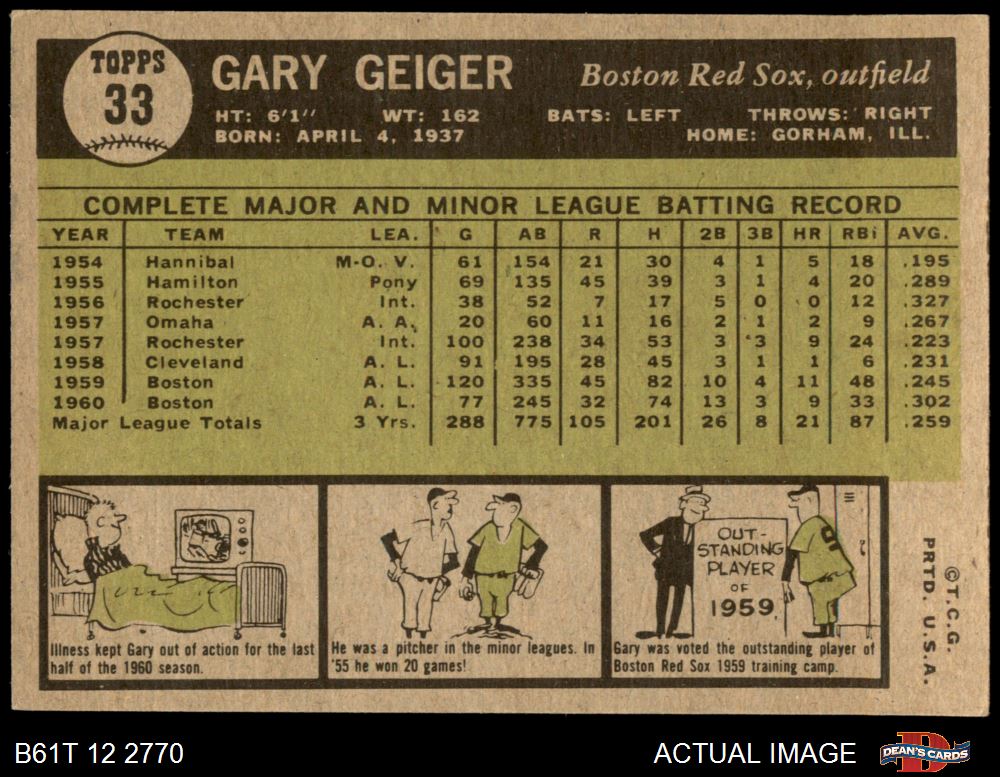 TOPPS
33
GARY GEIGER
Boston Red Sox, outfield
HT: 6'1" WT: 162 BATS: LEFT THROWS: RIGHT
BORN: APRIL 4, 1937 HOME: GORHAM, ILL.
COMPLETE MAJOR AND MINOR LEAGUE BATTING RECORD
YEAR TEAM LEA. G AB R H 2B 3B HR RBi AVG.
1954 Hannibal M-O. V. 61 154 21 30 4 1 5 18 .195
1955 Hamilton Pony 69 135 45 39 3 1 4 20 .289
1956 Rochester Int. 38 52 7 17 5 0 0 12 .327
1957 Omaha A. A. 20 60 11 16 2 1 2 9 .267
1957 Rochester Int. 100 238 34 53 3 3 9 24 .223
1958 Cleveland A. L. 91 195 28 45 3 1 1 6 .231
1959 Boston A. L. 120 335 45 82 10 4 11 48 .245
1960 Boston A. L. 77 245 32 74 13 3 9 33 .302
Major League Totals 3 Yrs. 288 775 105 201 26 8 21 87 .259
Illness kept Gary out of action for the last
half of the 1960 season.
He was a pitcher in the minor leagues. In
'55 he won 20 games!
OUT-
STANDING
PLAYER
OF
1959
Gary was voted the outstanding player of
Boston Red Sox 1959 training camp.
©T.C.G.
PRTD. U.S.A.
B61T 12 2770
ACTUAL IMAGE
DEAN'S CARDS